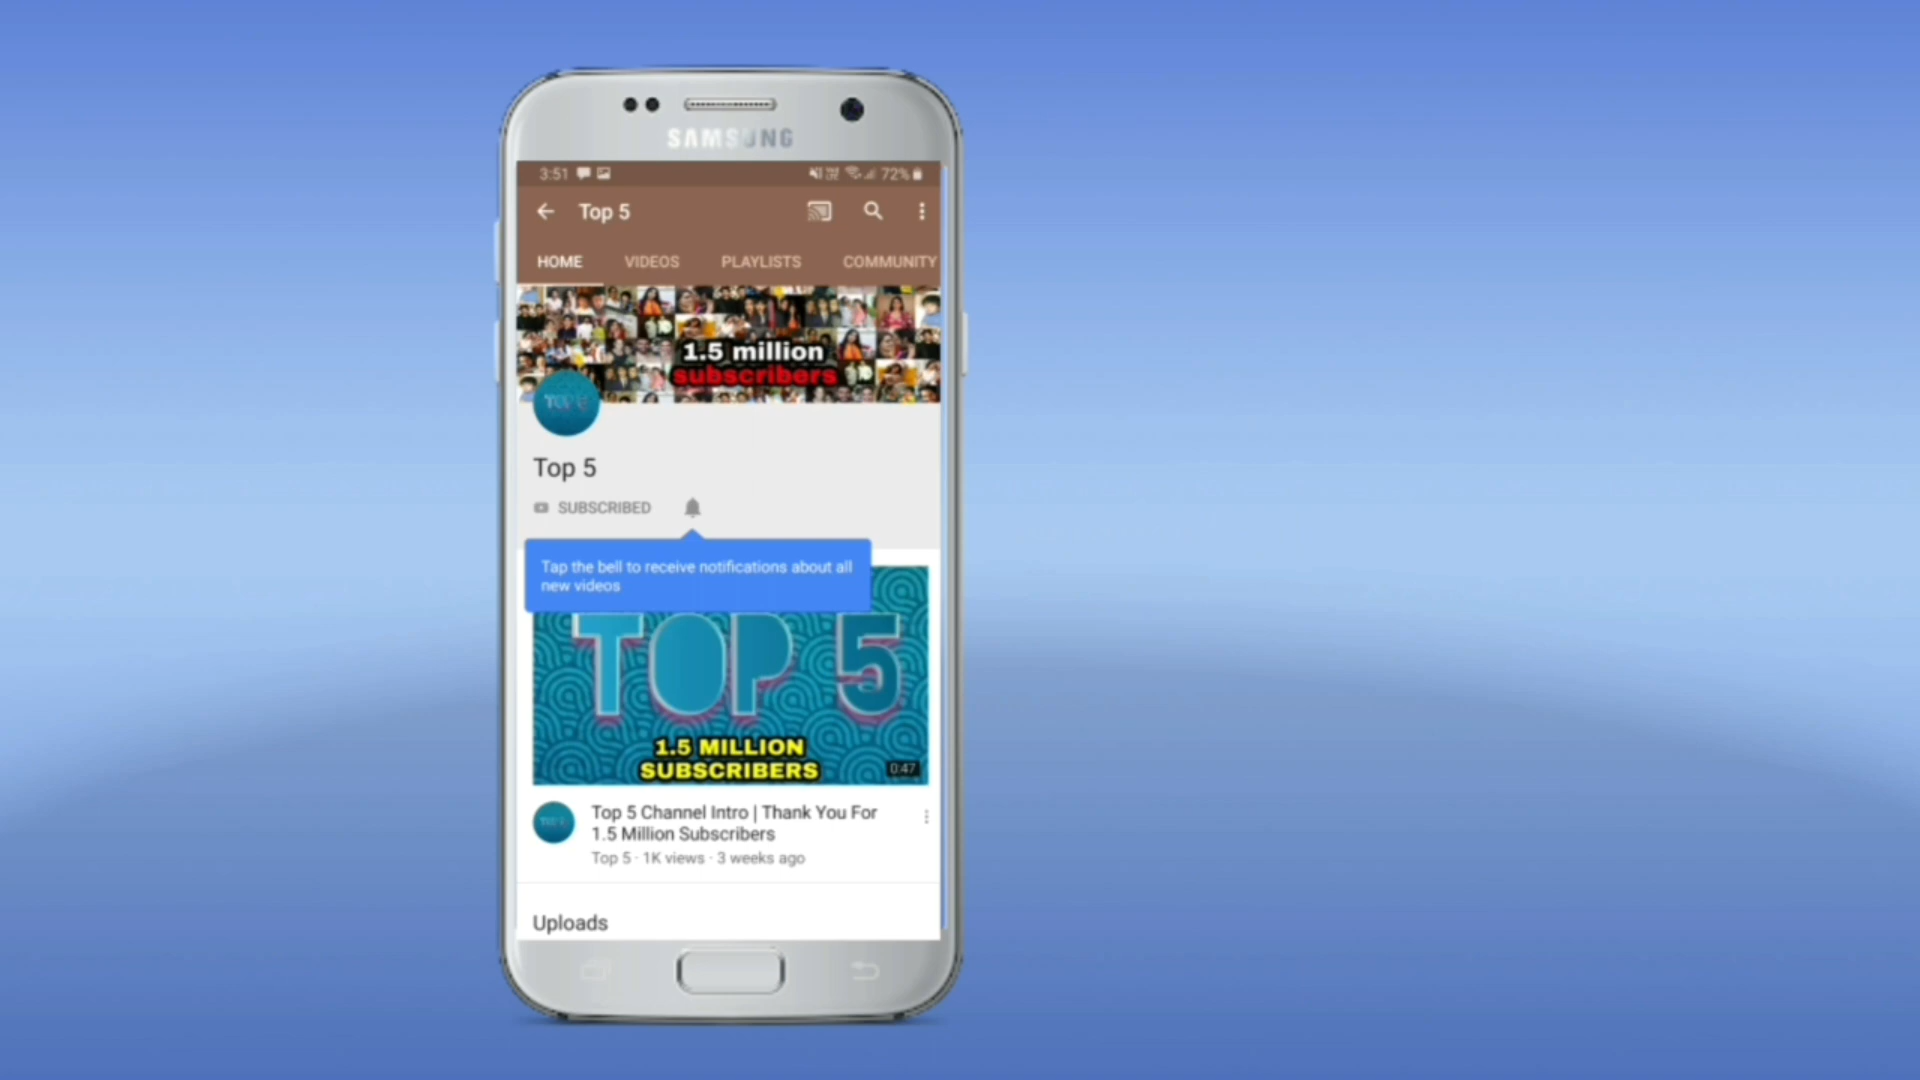 SAMSUNG
3:51 72%
Top 5
HOME VIDEOS PLAYLISTS COMMUNITY
1.5 million
subscribers
TOP 5
Top 5
SUBSCRIBED
Tap the bell to receive notifications about all
new videos
TOP 5
1.5 MILLION
SUBSCRIBERS
0:47
Top 5 Channel Intro | Thank You For
1.5 Million Subscribers
Top 5 · 1K views · 3 weeks ago
Uploads